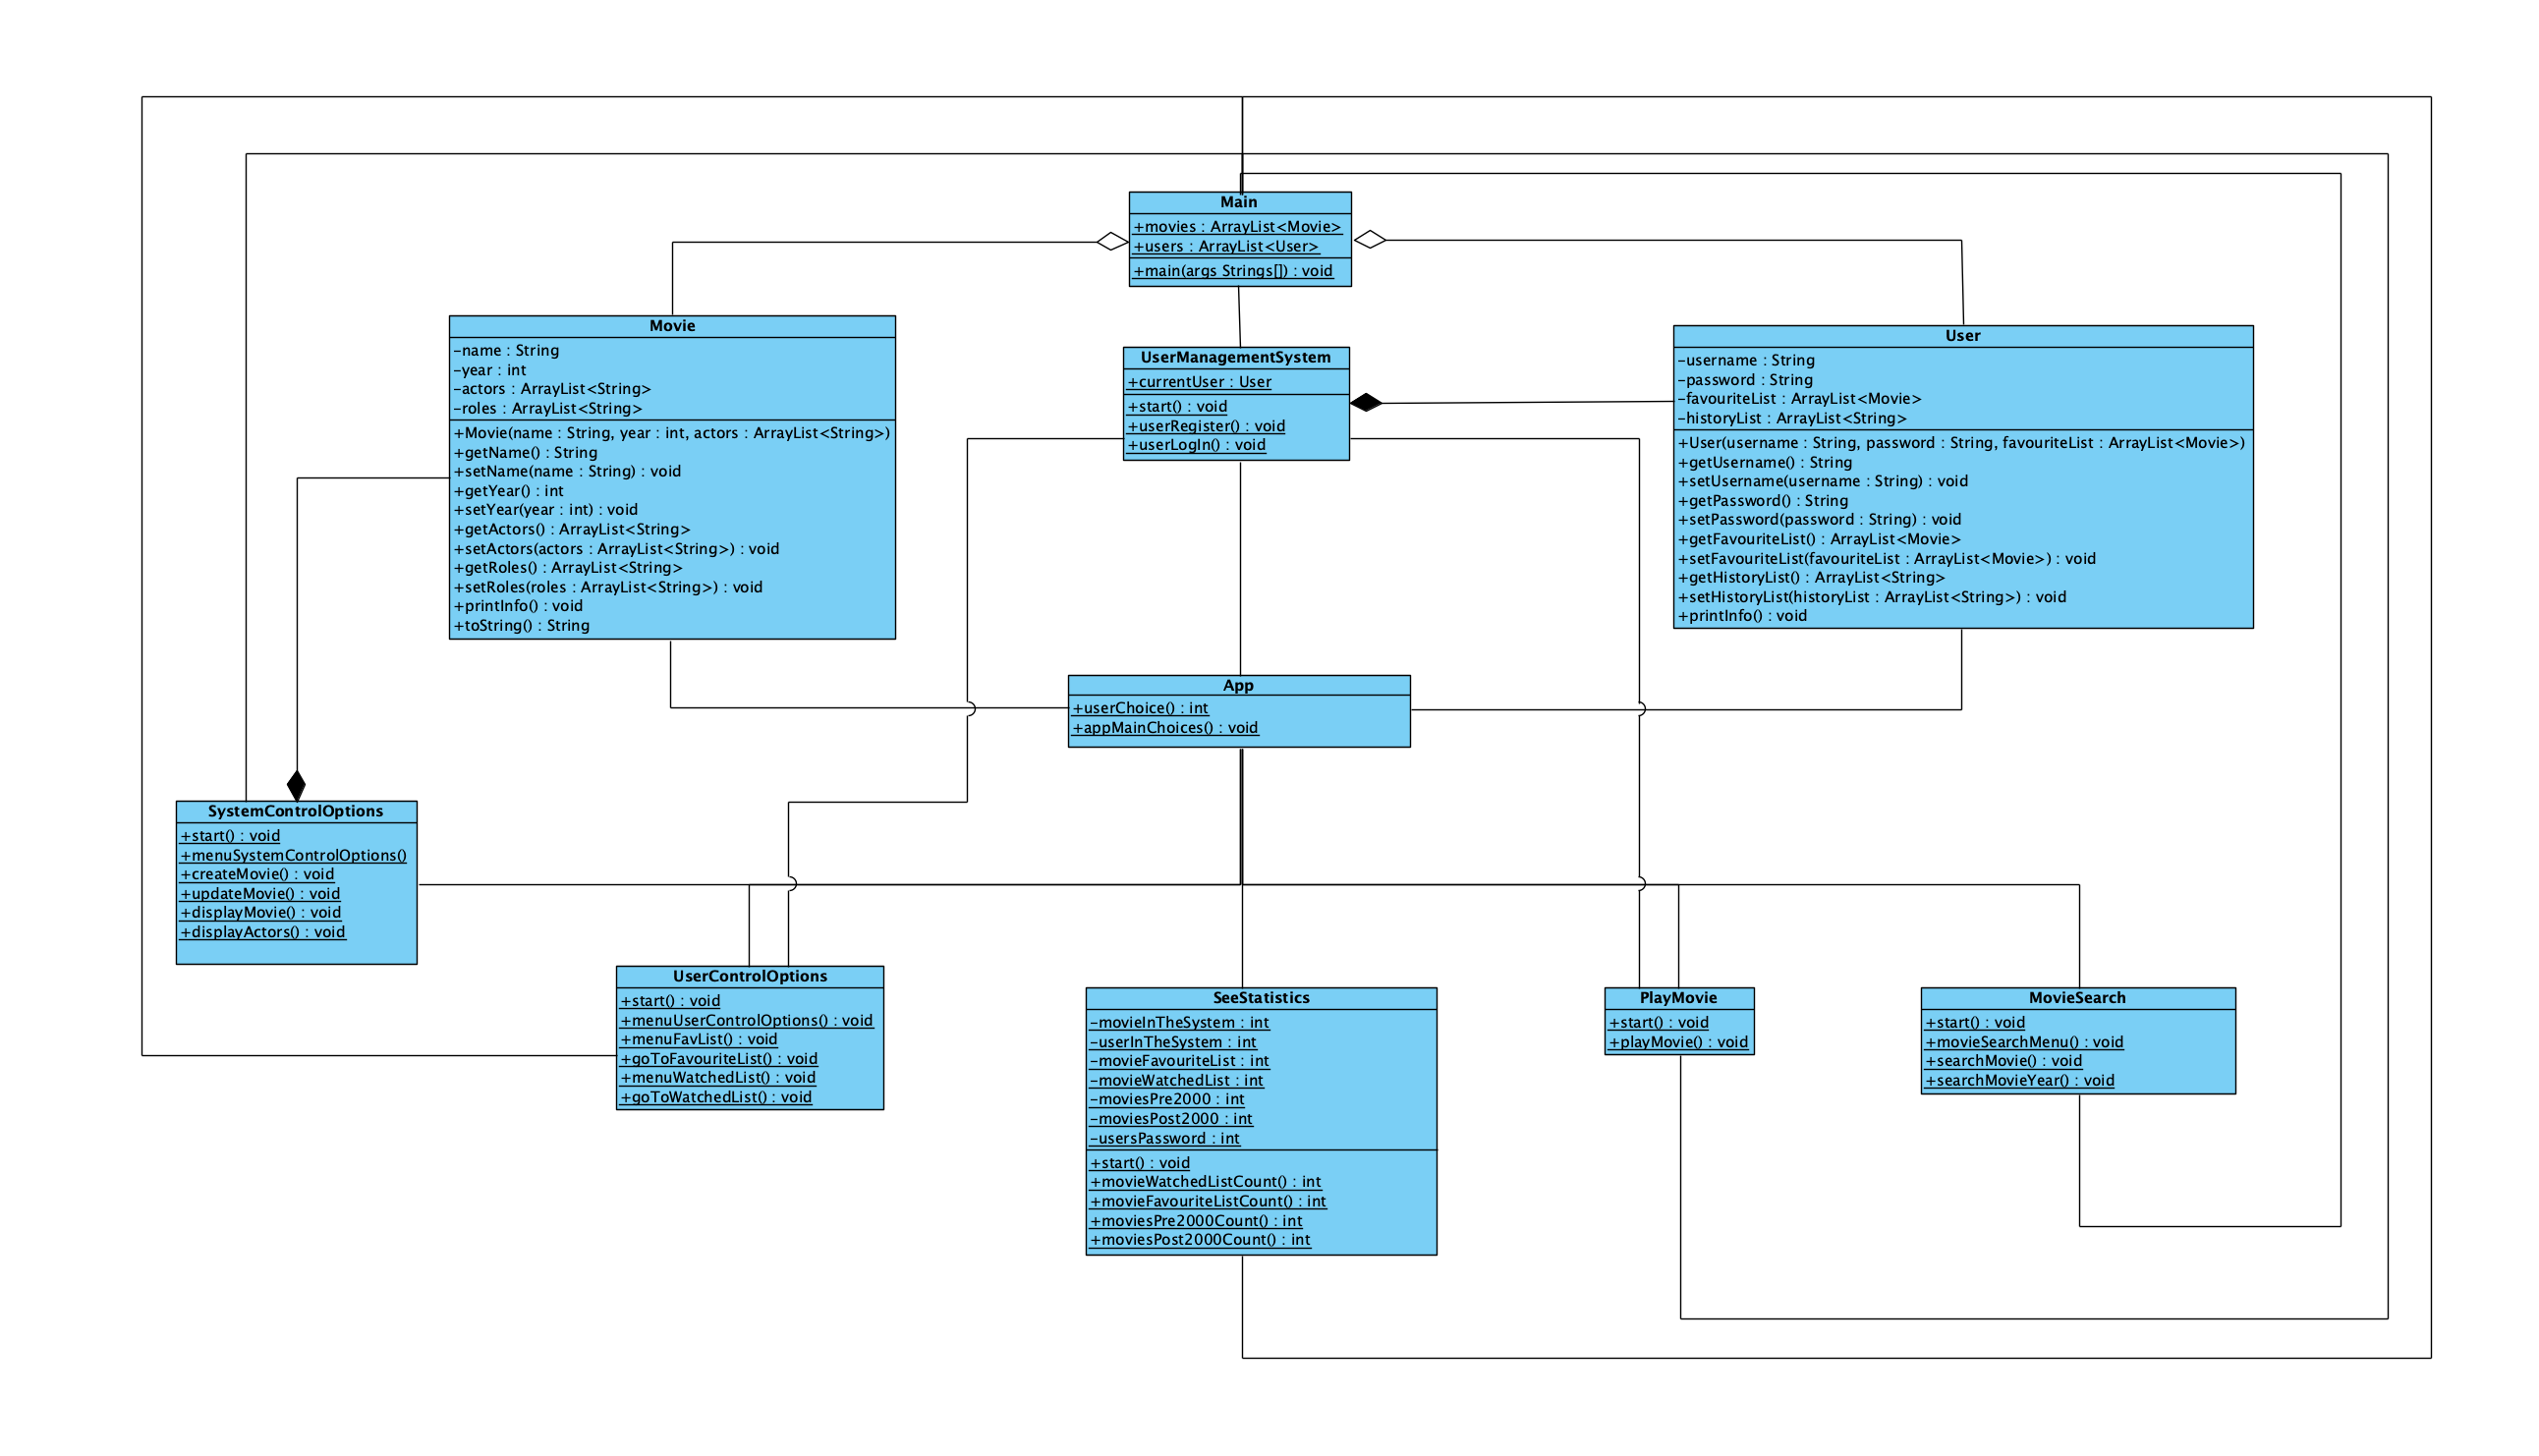 Main
+movies : ArrayList<Movie>
+users : ArrayList<User>
+main(args Strings[]) : void
Movie
-name : String
-year : int
-actors : ArrayList<String>
-roles : ArrayList<String>
+Movie(name : String, year : int, actors : ArrayList<String>)
+getName() : String
+setName(name : String) : void
+getYear() : int
+setYear(year : int) : void
+getActors() : ArrayList<String>
+setActors(actors : ArrayList<String>) : void
+getRoles() : ArrayList<String>
+setRoles(roles : ArrayList<String>) : void
+printInfo() : void
+toString() : String
UserManagementSystem
+currentUser : User
+start() : void
+userRegister() : void
+userLogIn() : void
User
-username : String
-password : String
-favouriteList : ArrayList<Movie>
-historyList : ArrayList<String>
+User(username : String, password : String, favouriteList : ArrayList<Movie>)
+getUsername() : String
+setUsername(username : String) : void
+getPassword() : String
+setPassword(password : String) : void
+getFavouriteList() : ArrayList<Movie>
+setFavouriteList(favouriteList : ArrayList<Movie>) : void
+getHistoryList() : ArrayList<String>
+setHistoryList(historyList : ArrayList<String>) : void
+printInfo() : void
App
+userChoice() : int
+appMainChoices() : void
SystemControlOptions
+start() : void
+menuSystemControlOptions()
+createMovie() : void
+updateMovie() : void
+displayMovie() : void
+displayActors() : void
UserControlOptions
+start() : void
+menuUserControlOptions() : void
+menuFavList() : void
+goToFavouriteList() : void
+menuWatchedList() : void
+goToWatchedList() : void
SeeStatistics
-movieInTheSystem : int
-userInTheSystem : int
-movieFavouriteList : int
-movieWatchedList : int
-moviesPre2000 : int
-moviesPost2000 : int
-usersPassword : int
+start() : void
+movieWatchedListCount() : int
+movieFavouriteListCount() : int
+moviesPre2000Count() : int
+moviesPost2000Count() : int
PlayMovie
+start() : void
+playMovie() : void
MovieSearch
+start() : void
+movieSearchMenu() : void
+searchMovie() : void
+searchMovieYear() : void